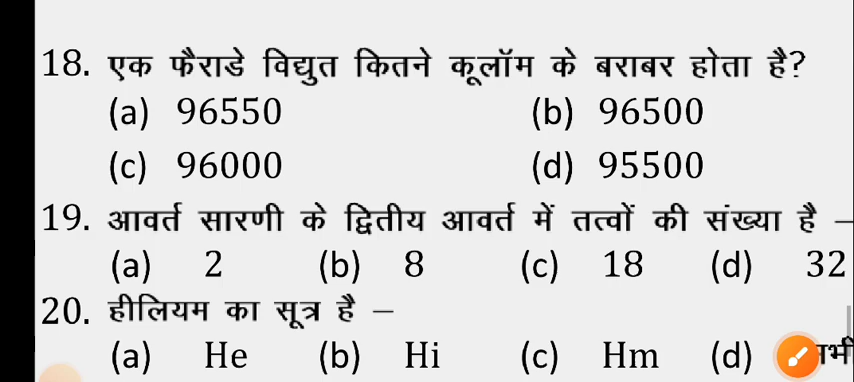 18. एक फैराडे विद्युत कितने कूलॉम के बराबर होता है?
(a) 96550 (b) 96500
(c) 96000 (d) 95500
19. आवर्त सारणी के द्वितीय आवर्त में तत्वों की संख्या है –
(a) 2 (b) 8 (c) 18 (d) 32
20. हीलियम का सूत्र है –
(a) He (b) Hi (c) Hm (d)